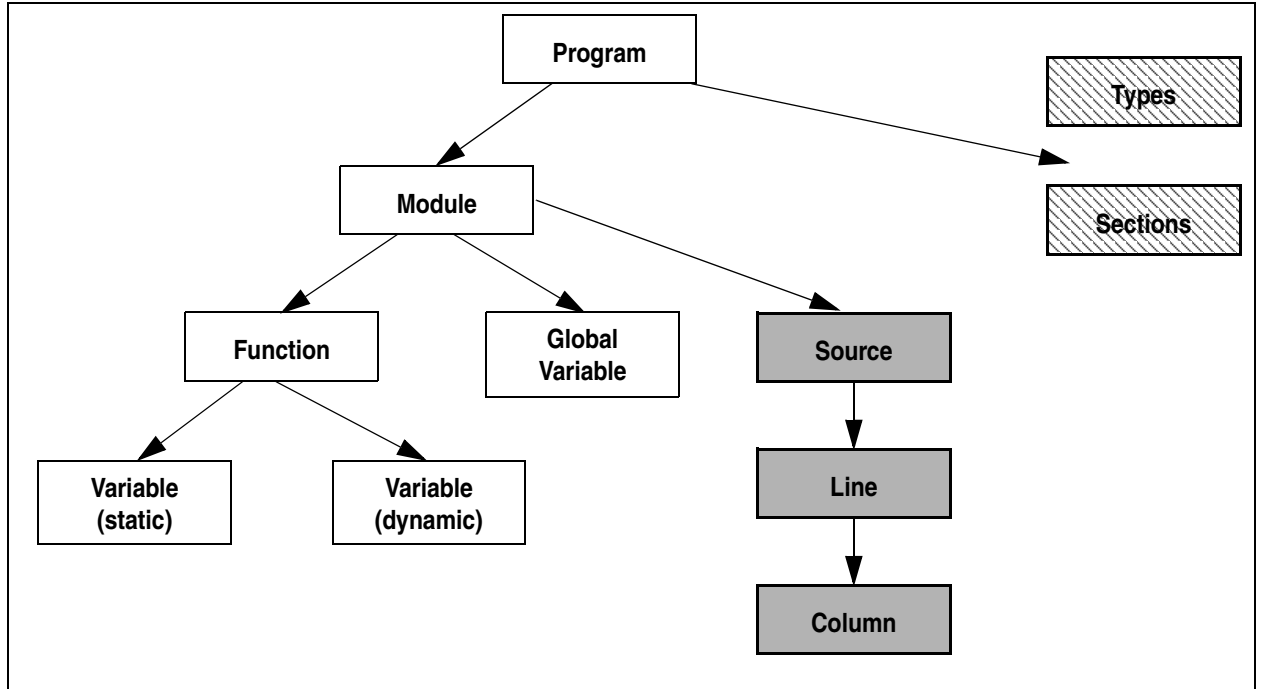 Program
Types
Module
Sections
Function
Global
Variable
Source
Variable
(static)
Variable
(dynamic)
Line
Column